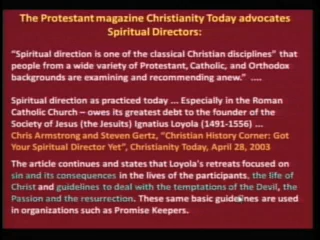 The Protestant magazine Christianity Today advocates
Spiritual Directors:
"Spiritual direction is one of the classical Christian disciplines" that
people from a wide variety of Protestant, Catholic, and Orthodox
backgrounds are examining and recommending anew." ....
Spiritual direction as practiced today ... Especially in the Roman
Catholic Church – owes its greatest debt to the founder of the
Society of Jesus (the Jesuits) Ignatius Loyola (1491-1556) ...
Chris Armstrong and Steven Gertz, "Christian History Corner: Got
Your Spiritual Director Yet", Christianity Today, April 28, 2003
The article continues and states that Loyola's retreats focused on
sin and its consequences in the lives of the participants, the life of
Christ and guidelines to deal with the temptations of the Devil, the
Passion and the resurrection. These same basic guidelines are used
in organizations such as Promise Keepers.